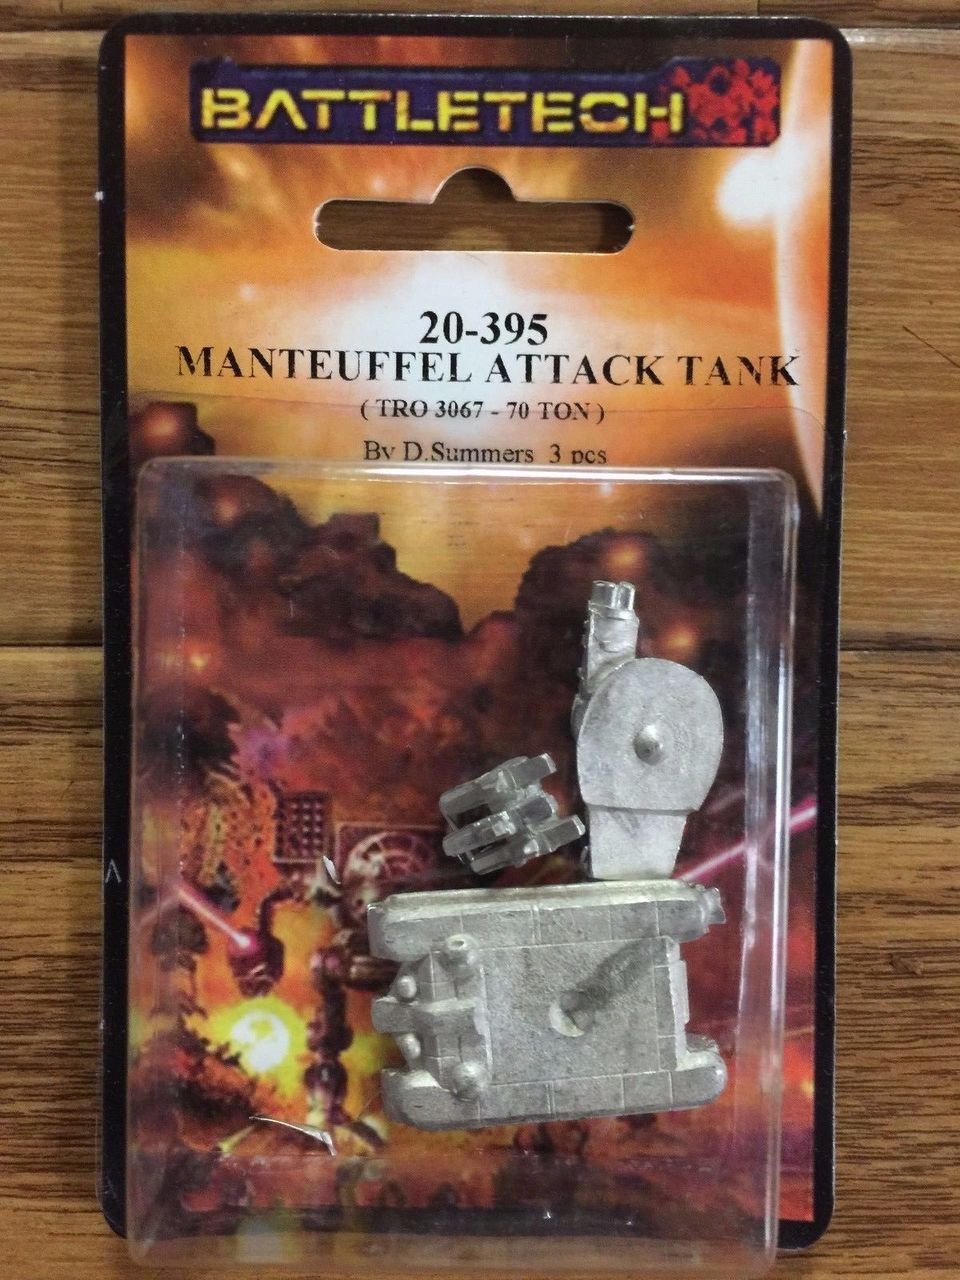 BATTLETECH
20-395
MANTEUFFEL ATTACK TANK
( TRO 3067 - 70 TON )
By D.Summers 3 pcs